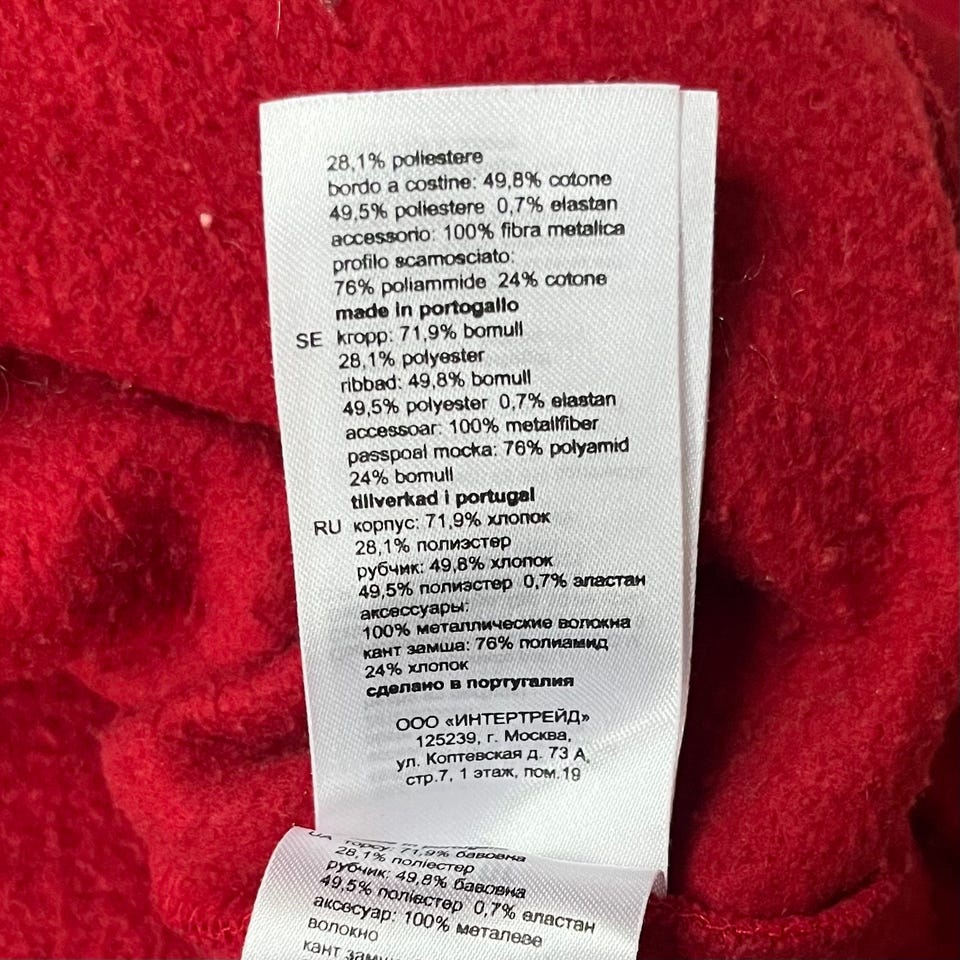 28,1% poliestere
bordo a costine: 49,8% cotone
49,5% poliestere 0,7% elastan
accessorio: 100% fibra metalica
profilo scamosciato:
76% poliammide 24% cotone
made in portogallo
SE kropp: 71,9% bomull
28,1% polyester
ribbad: 49,8% bomull
49,5% polyester 0,7% elastan
accessoar: 100% metallfiber
passpoal mocka: 76% polyamid
24% bomull
tillverkad i portugal
RU корпус: 71,9% хлопок
28,1% полиэстер
рубчик: 49,8% хлопок
49,5% полиэстер 0,7% эластан
аксессуары:
100% металлические волокна
кант замша: 76% полиамид
24% хлопок
сделано в португалия
ООО «ИНТЕРТРЕЙД»
125239, г. Москва,
ул. Коптевская д. 73 А,
стр.7, 1 этаж, пом.19
UA торсу: 71,9% бавовна
28,1% поліестер
рубчик: 49,8% бавовна
49,5% поліестер 0,7% еластан
аксесуар: 100% металеве
волокно
кант